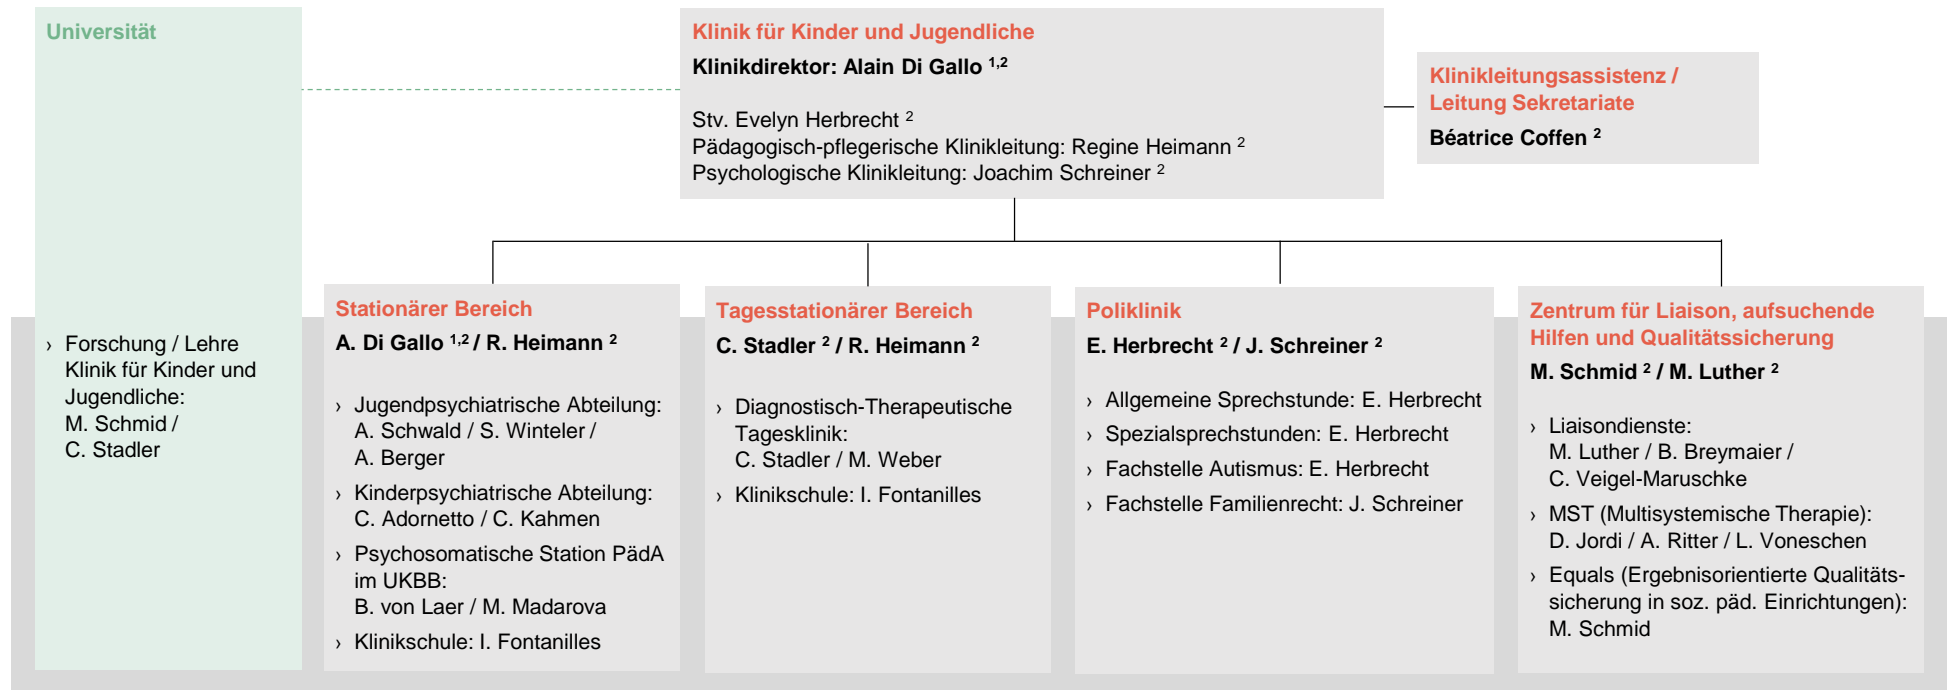 Universität
› Forschung / Lehre
Klinik für Kinder und
Jugendliche:
M. Schmid /
C. Stadler
Klinik für Kinder und Jugendliche
Klinikdirektor: Alain Di Gallo 1,2
Stv. Evelyn Herbrecht 2
Pädagogisch-pflegerische Klinikleitung: Regine Heimann 2
Psychologische Klinikleitung: Joachim Schreiner 2
Klinikleitungsassistenz /
Leitung Sekretariate
Béatrice Coffen 2
Stationärer Bereich
A. Di Gallo 1,2 / R. Heimann 2
› Jugendpsychiatrische Abteilung:
A. Schwald / S. Winteler /
A. Berger
› Kinderpsychiatrische Abteilung:
C. Adornetto / C. Kahmen
› Psychosomatische Station PädA
im UKBB:
B. von Laer / M. Madarova
› Klinikschule: I. Fontanilles
Tagesstationärer Bereich
C. Stadler 2 / R. Heimann 2
› Diagnostisch-Therapeutische
Tagesklinik:
C. Stadler / M. Weber
› Klinikschule: I. Fontanilles
Poliklinik
E. Herbrecht 2 / J. Schreiner 2
› Allgemeine Sprechstunde: E. Herbrecht
› Spezialsprechstunden: E. Herbrecht
› Fachstelle Autismus: E. Herbrecht
› Fachstelle Familienrecht: J. Schreiner
Zentrum für Liaison, aufsuchende
Hilfen und Qualitätssicherung
M. Schmid 2 / M. Luther 2
› Liaisondienste:
M. Luther / B. Breymaier /
C. Veigel-Maruschke
› MST (Multisystemische Therapie):
D. Jordi / A. Ritter / L. Voneschen
› Equals (Ergebnisorientierte Qualitäts-
sicherung in soz. päd. Einrichtungen):
M. Schmid